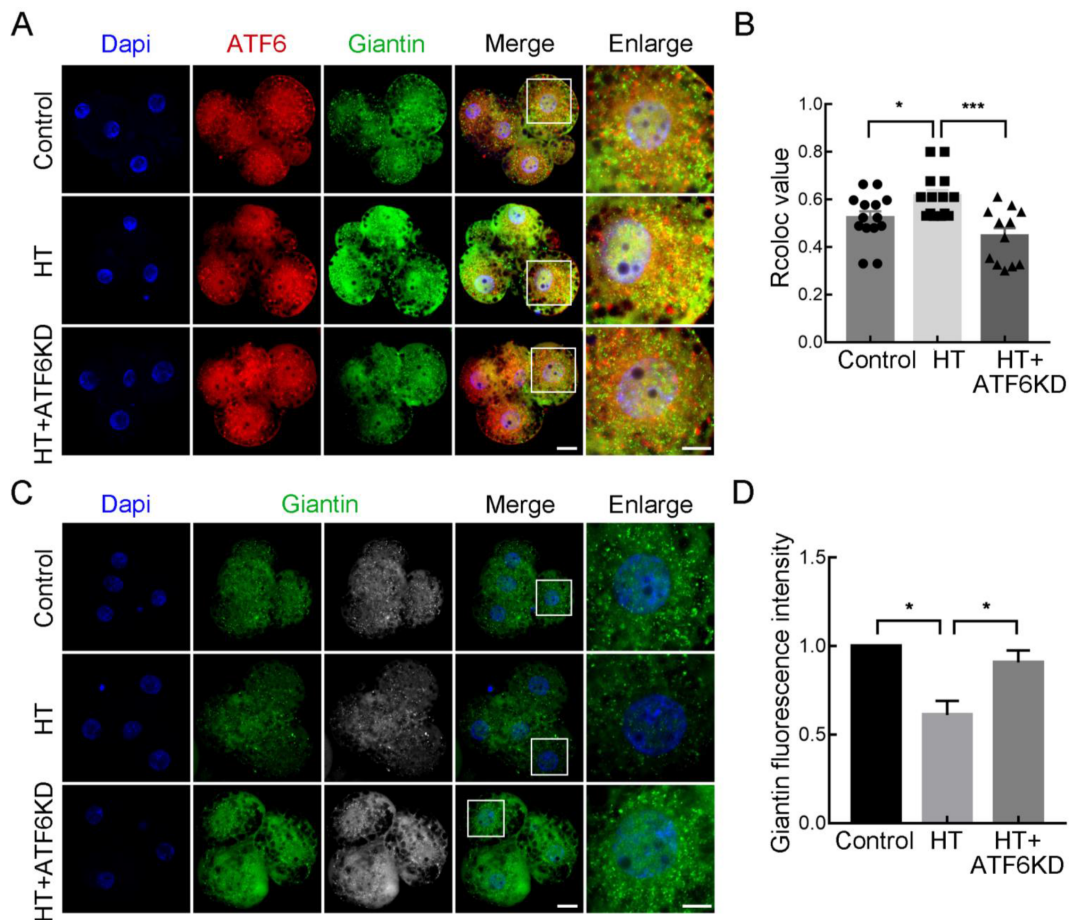 A
Dapi ATF6 Giantin Merge Enlarge
Control
HT
HT+ATF6KD
B
Rcoloc value
1.0
0.8
0.6
0.4
0.2
0.0
* ***
Control HT HT+
ATF6KD
C
Dapi Giantin Merge Enlarge
Control
HT
HT+ATF6KD
D
Giantin fluorescence intensity
1.5
1.0
0.5
0.0
* *
Control HT HT+
ATF6KD